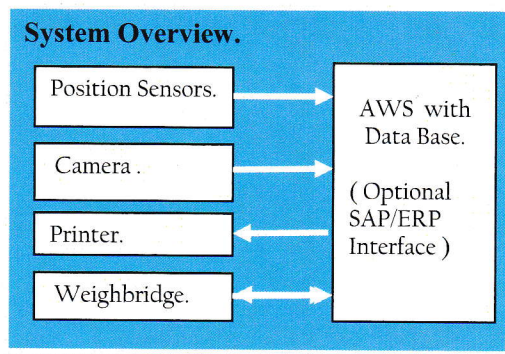 System Overview.
Position Sensors.
Camera .
Printer.
Weighbridge.
AWS with
Data Base.
( Optional
SAP/ERP
Interface )